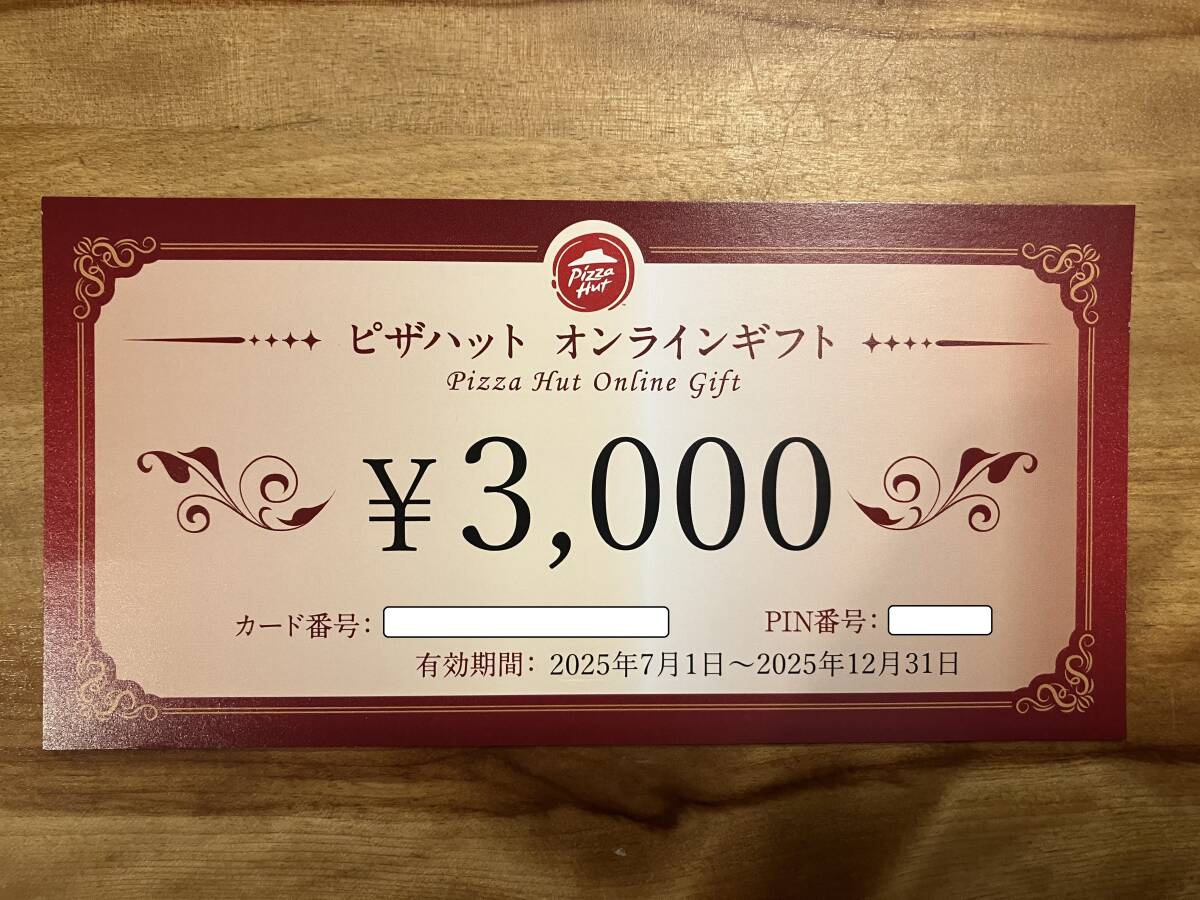 Pizza
Hut
ピザハット オンラインギフト
Pizza Hut Online Gift
¥3,000
カード番号: PIN番号:
有効期間: 2025年7月1日〜2025年12月31日